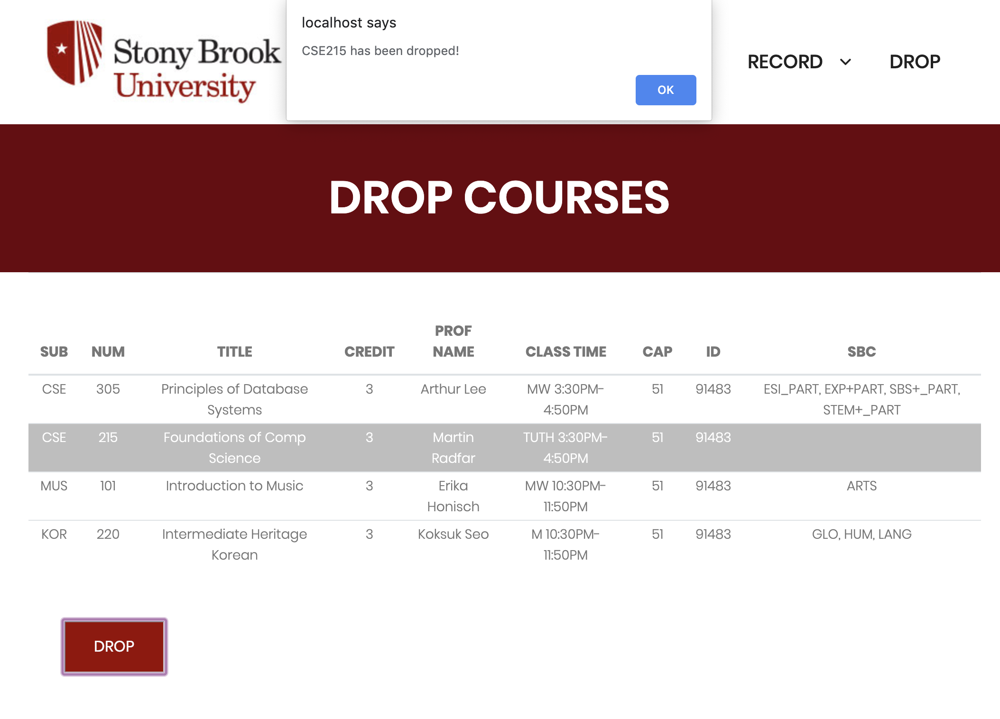 Stony Brook
University
localhost says
CSE215 has been dropped!
OK
RECORD
DROP
DROP COURSES
SUB NUM TITLE CREDIT PROF NAME CLASS TIME CAP ID SBC
CSE 305 Principles of Database Systems 3 Arthur Lee MW 3:30PM-4:50PM 51 91483 ESI_PART, EXP+PART, SBS+_PART, STEM+_PART
CSE 215 Foundations of Comp Science 3 Martin Radfar TUTH 3:30PM-4:50PM 51 91483
MUS 101 Introduction to Music 3 Erika Honisch MW 10:30PM-11:50PM 51 91483 ARTS
KOR 220 Intermediate Heritage Korean 3 Koksuk Seo M 10:30PM-11:50PM 51 91483 GLO, HUM, LANG
DROP